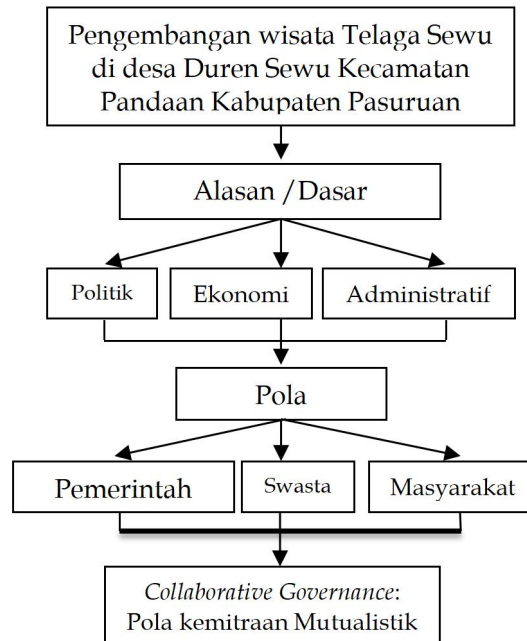 Pengembangan wisata Telaga Sewu
di desa Duren Sewu Kecamatan
Pandaan Kabupaten Pasuruan
Alasan /Dasar
Politik
Ekonomi
Administratif
Pola
Pemerintah
Swasta
Masyarakat
Collaborative Governance:
Pola kemitraan Mutualistik